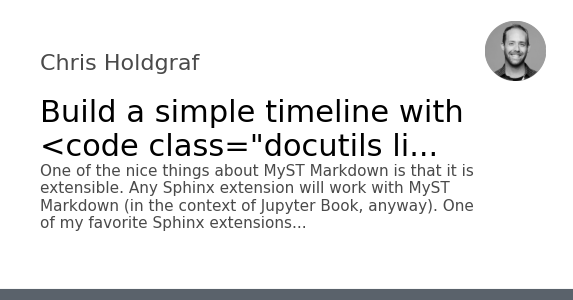 Chris Holdgraf
Build a simple timeline with
<code class="docutils li...
One of the nice things about MyST Markdown is that it is
extensible. Any Sphinx extension will work with MyST
Markdown (in the context of Jupyter Book, anyway). One
of my favorite Sphinx extensions...